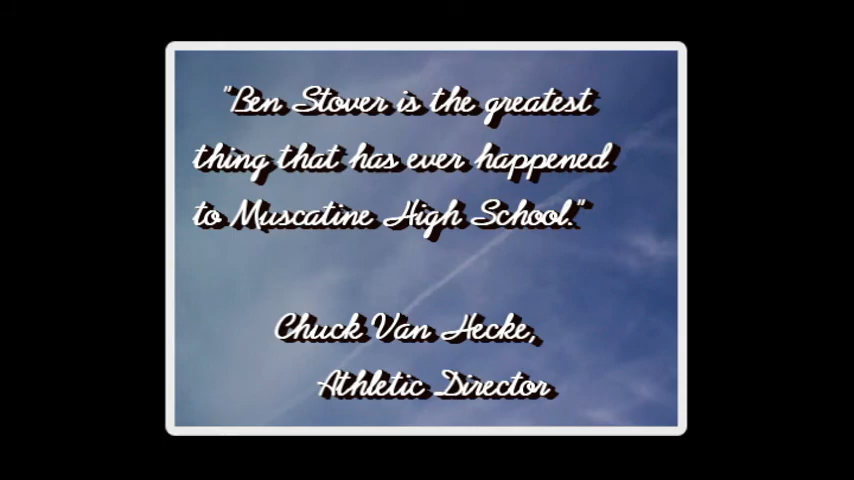 "Ben Stover is the greatest
thing that has ever happened
to Muscatine High School."
Chuck Van Hecke,
Athletic Director